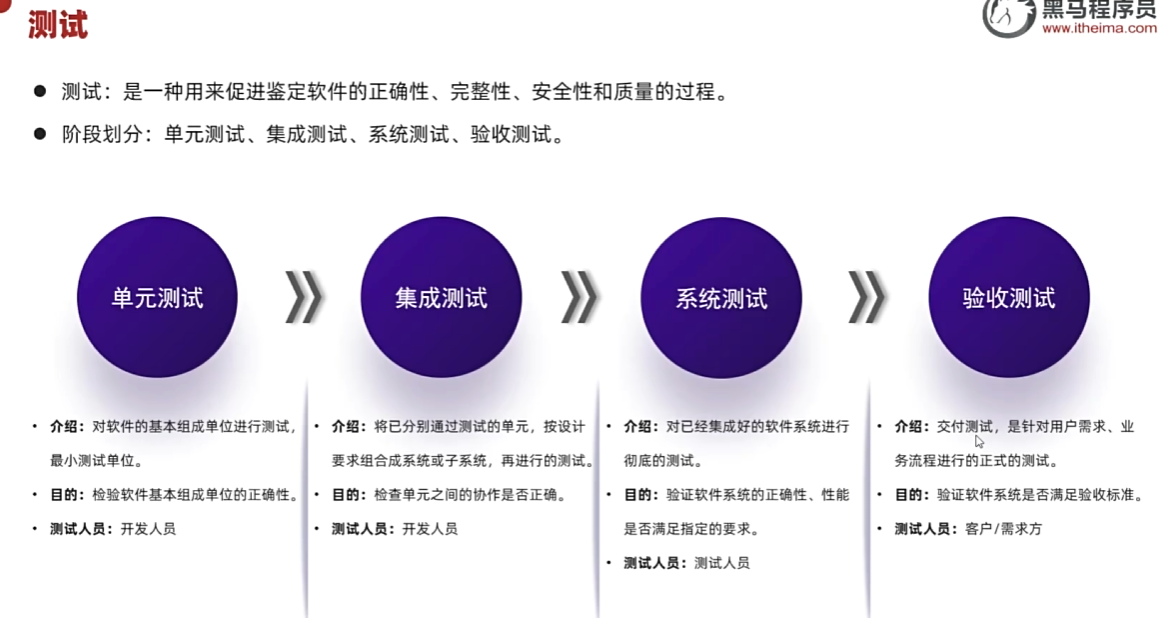 测试
黑马程序员
www.itheima.com
测试：是一种用来促进鉴定软件的正确性、完整性、安全性和质量的过程。
阶段划分：单元测试、集成测试、系统测试、验收测试。
单元测试
集成测试
系统测试
验收测试
介绍：对软件的基本组成单位进行测试，
最小测试单位。
目的：检验软件基本组成单位的正确性。
测试人员：开发人员
介绍：将已分别通过测试的单元，按设计
要求组合成系统或子系统，再进行的测试。
目的：检查单元之间的协作是否正确。
测试人员：开发人员
介绍：对已经集成好的软件系统进行
彻底的测试。
目的：验证软件系统的正确性、性能
是否满足指定的要求。
测试人员：测试人员
介绍：交付测试，是针对用户需求、业
务流程进行的正式的测试。
目的：验证软件系统是否满足验收标准。
测试人员：客户/需求方